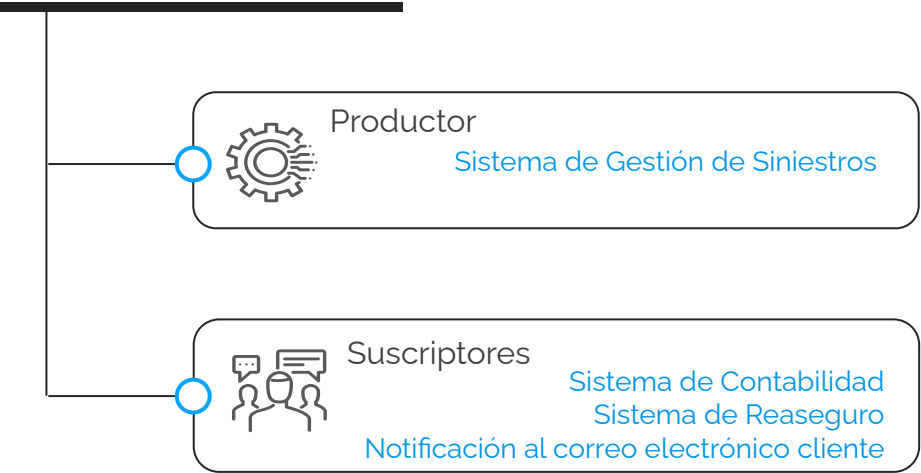 Productor
Sistema de Gestión de Siniestros
Suscriptores
Sistema de Contabilidad
Sistema de Reaseguro
Notificación al correo electrónico cliente